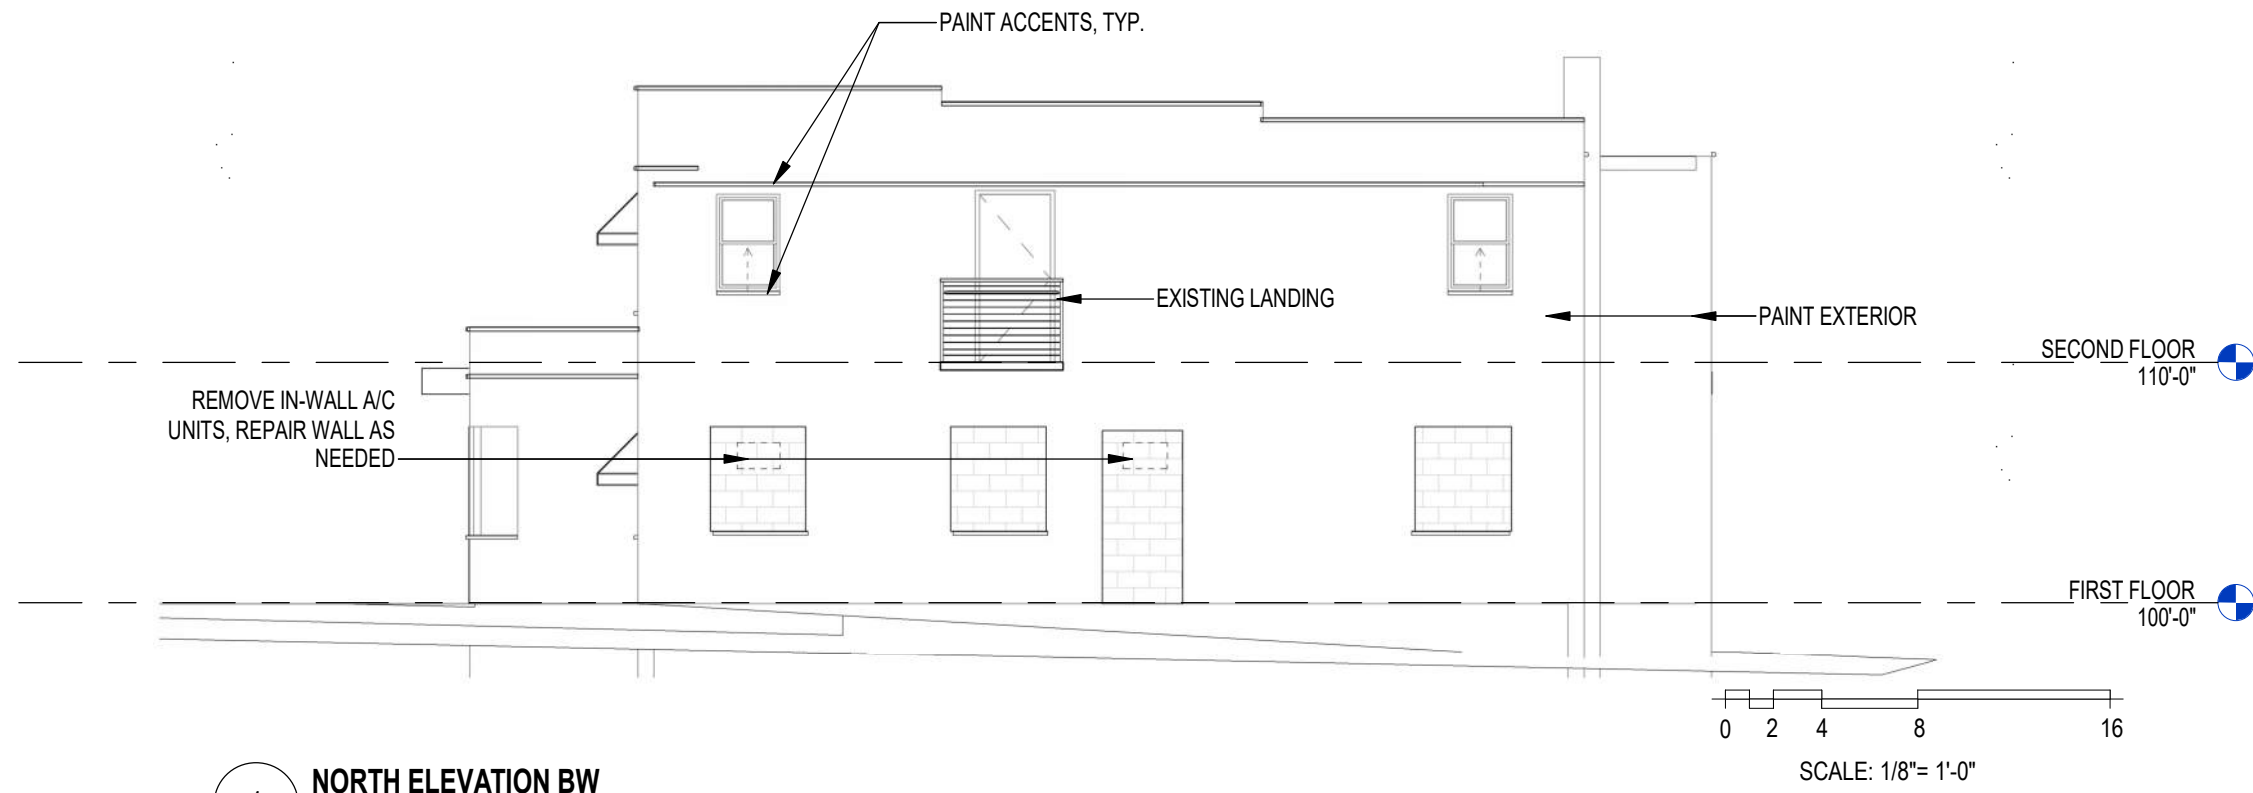 PAINT ACCENTS, TYP.
EXISTING LANDING
PAINT EXTERIOR
SECOND FLOOR
110'-0"
REMOVE IN-WALL A/C
UNITS, REPAIR WALL AS
NEEDED
FIRST FLOOR
100'-0"
0 2 4 8 16
SCALE: 1/8"= 1'-0"
NORTH ELEVATION BW